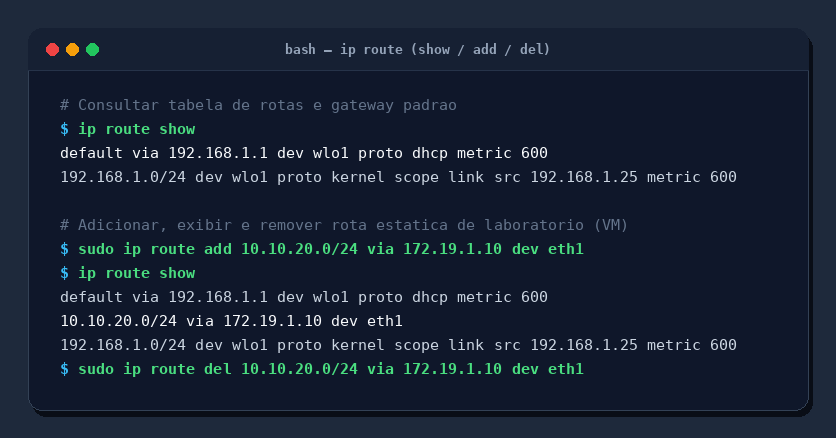 bash — ip route (show / add / del)
# Consultar tabela de rotas e gateway padrao
$ ip route show
default via 192.168.1.1 dev wlo1 proto dhcp metric 600
192.168.1.0/24 dev wlo1 proto kernel scope link src 192.168.1.25 metric 600
# Adicionar, exibir e remover rota estatica de laboratorio (VM)
$ sudo ip route add 10.10.20.0/24 via 172.19.1.10 dev eth1
$ ip route show
default via 192.168.1.1 dev wlo1 proto dhcp metric 600
10.10.20.0/24 via 172.19.1.10 dev eth1
192.168.1.0/24 dev wlo1 proto kernel scope link src 192.168.1.25 metric 600
$ sudo ip route del 10.10.20.0/24 via 172.19.1.10 dev eth1